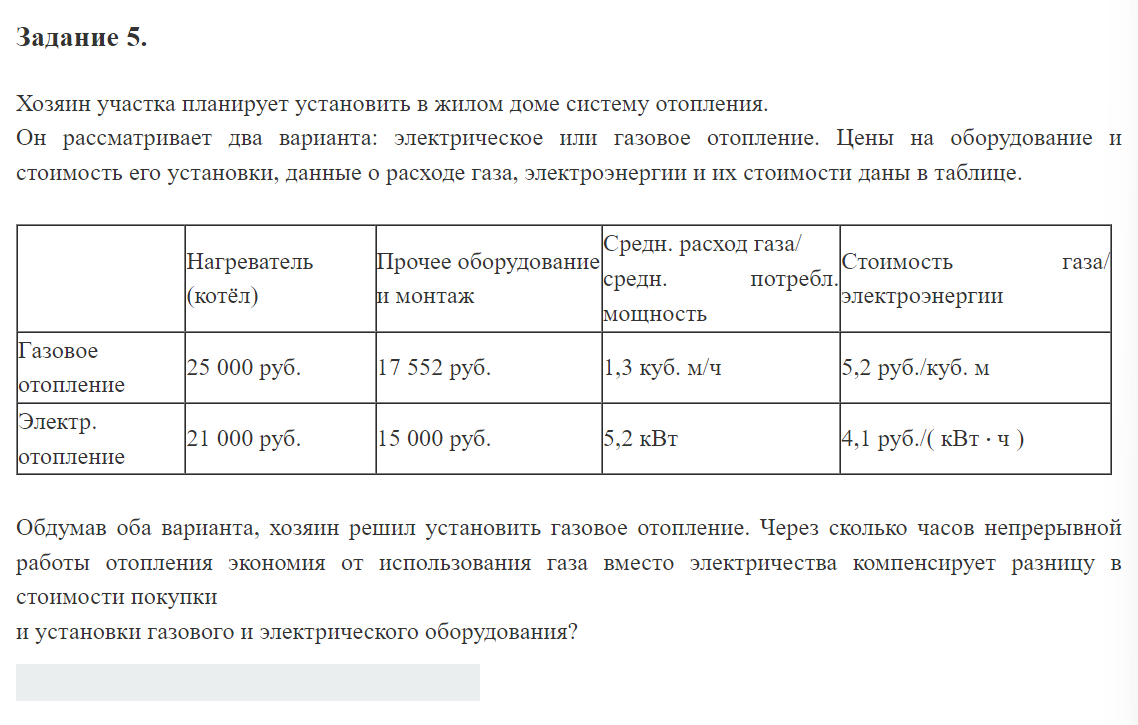 Задание 5.
Хозяин участка планирует установить в жилом доме систему отопления.
Он рассматривает два варианта: электрическое или газовое отопление. Цены на оборудование и
стоимость его установки, данные о расходе газа, электроэнергии и их стоимости даны в таблице.
Нагреватель
(котёл)
Прочее оборудование
и монтаж
Средн. расход газа/
средн. потребл.
мощность
Стоимость газа/
электроэнергии
Газовое
отопление
25 000 руб.
17 552 руб.
1,3 куб. м/ч
5,2 руб./куб. м
Электр.
отопление
21 000 руб.
15 000 руб.
5,2 кВт
4,1 руб./( кВт · ч )
Обдумав оба варианта, хозяин решил установить газовое отопление. Через сколько часов непрерывной
работы отопления экономия от использования газа вместо электричества компенсирует разницу в
стоимости покупки
и установки газового и электрического оборудования?